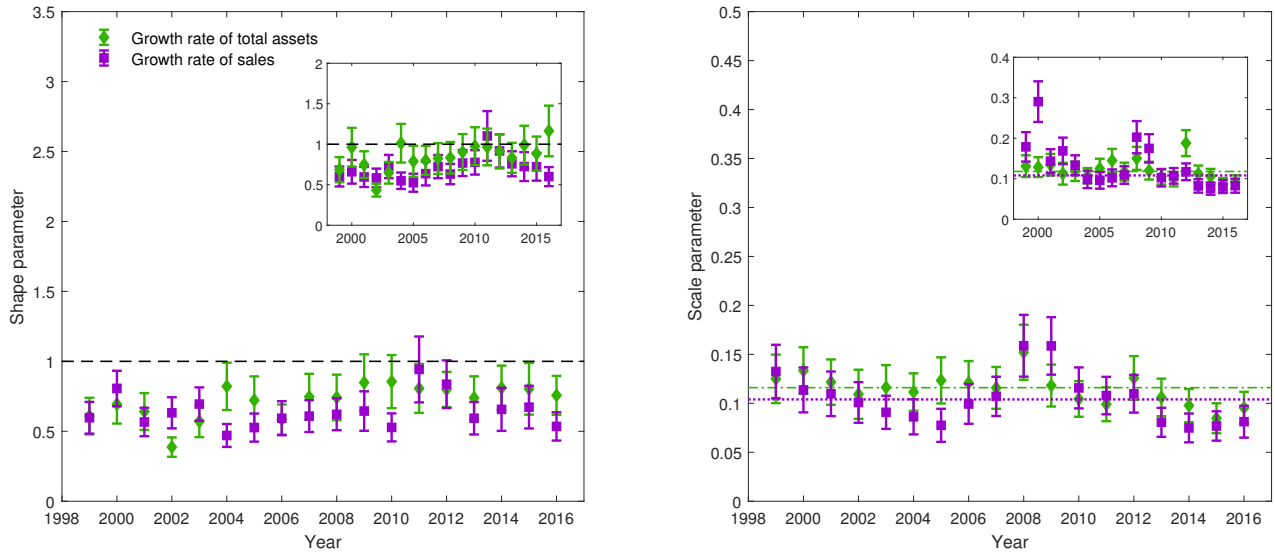 3.5
3
2.5
2
1.5
1
0.5
0
Shape parameter
Growth rate of total assets
Growth rate of sales
2
1.5
1
0.5
0
2000 2005 2010 2015
1998 2000 2002 2004 2006 2008 2010 2012 2014 2016
Year
0.5
0.45
0.4
0.35
0.3
0.25
0.2
0.15
0.1
0.05
0
Scale parameter
0.4
0.3
0.2
0.1
0
2000 2005 2010 2015
1998 2000 2002 2004 2006 2008 2010 2012 2014 2016
Year